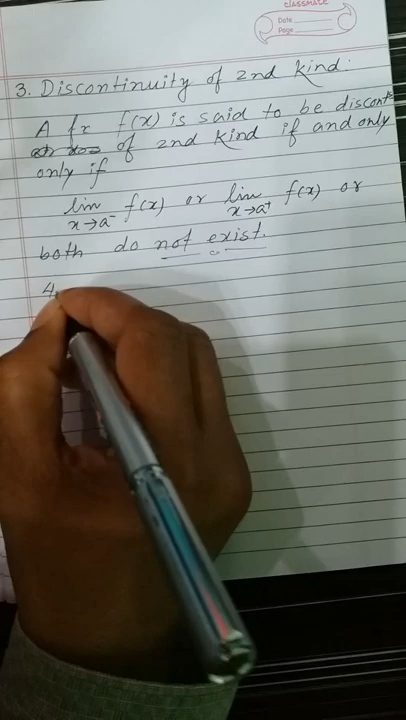 CLASSMATE
Date
Page
3. Discontinuity of 2nd Kind:
A fx f(x) is said to be discont
of 2nd Kind if and only
only if
lim x→a⁻ f(x) or lim x→a⁺ f(x) or
both do not exist.
4.